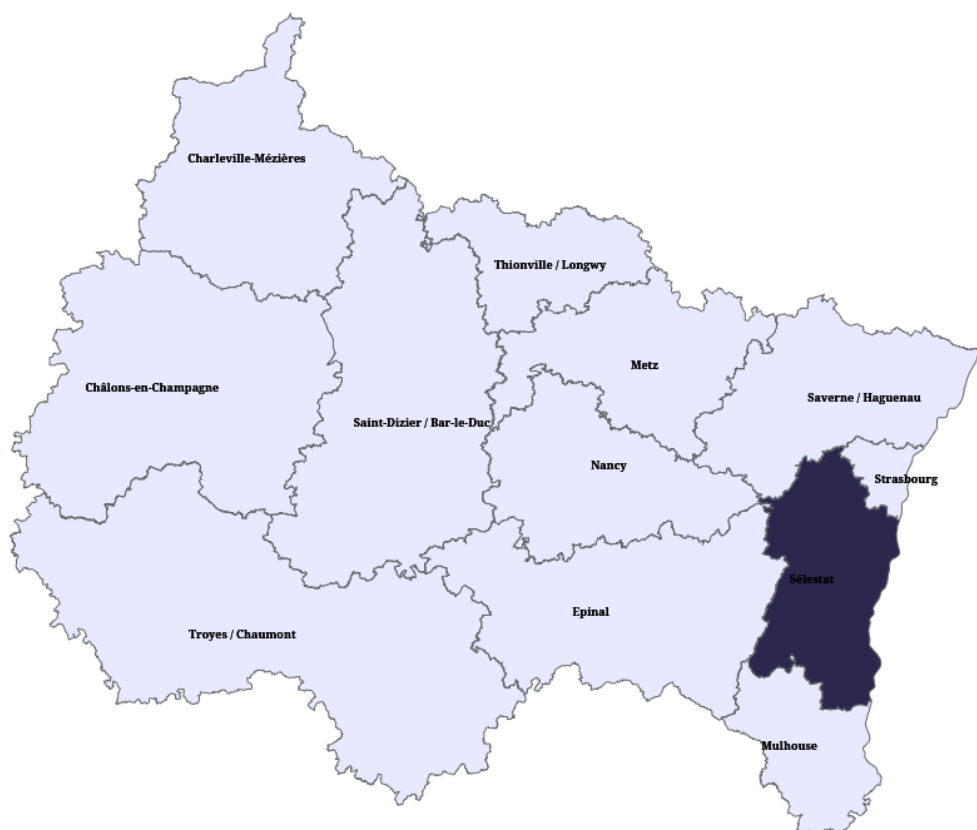 Charleville-Mézières
Thionville / Longwy
Metz
Châlons-en-Champagne
Saverne / Haguenau
Saint-Dizier / Bar-le-Duc
Nancy
Strasbourg
Sélestat
Epinal
Troyes / Chaumont
Mulhouse